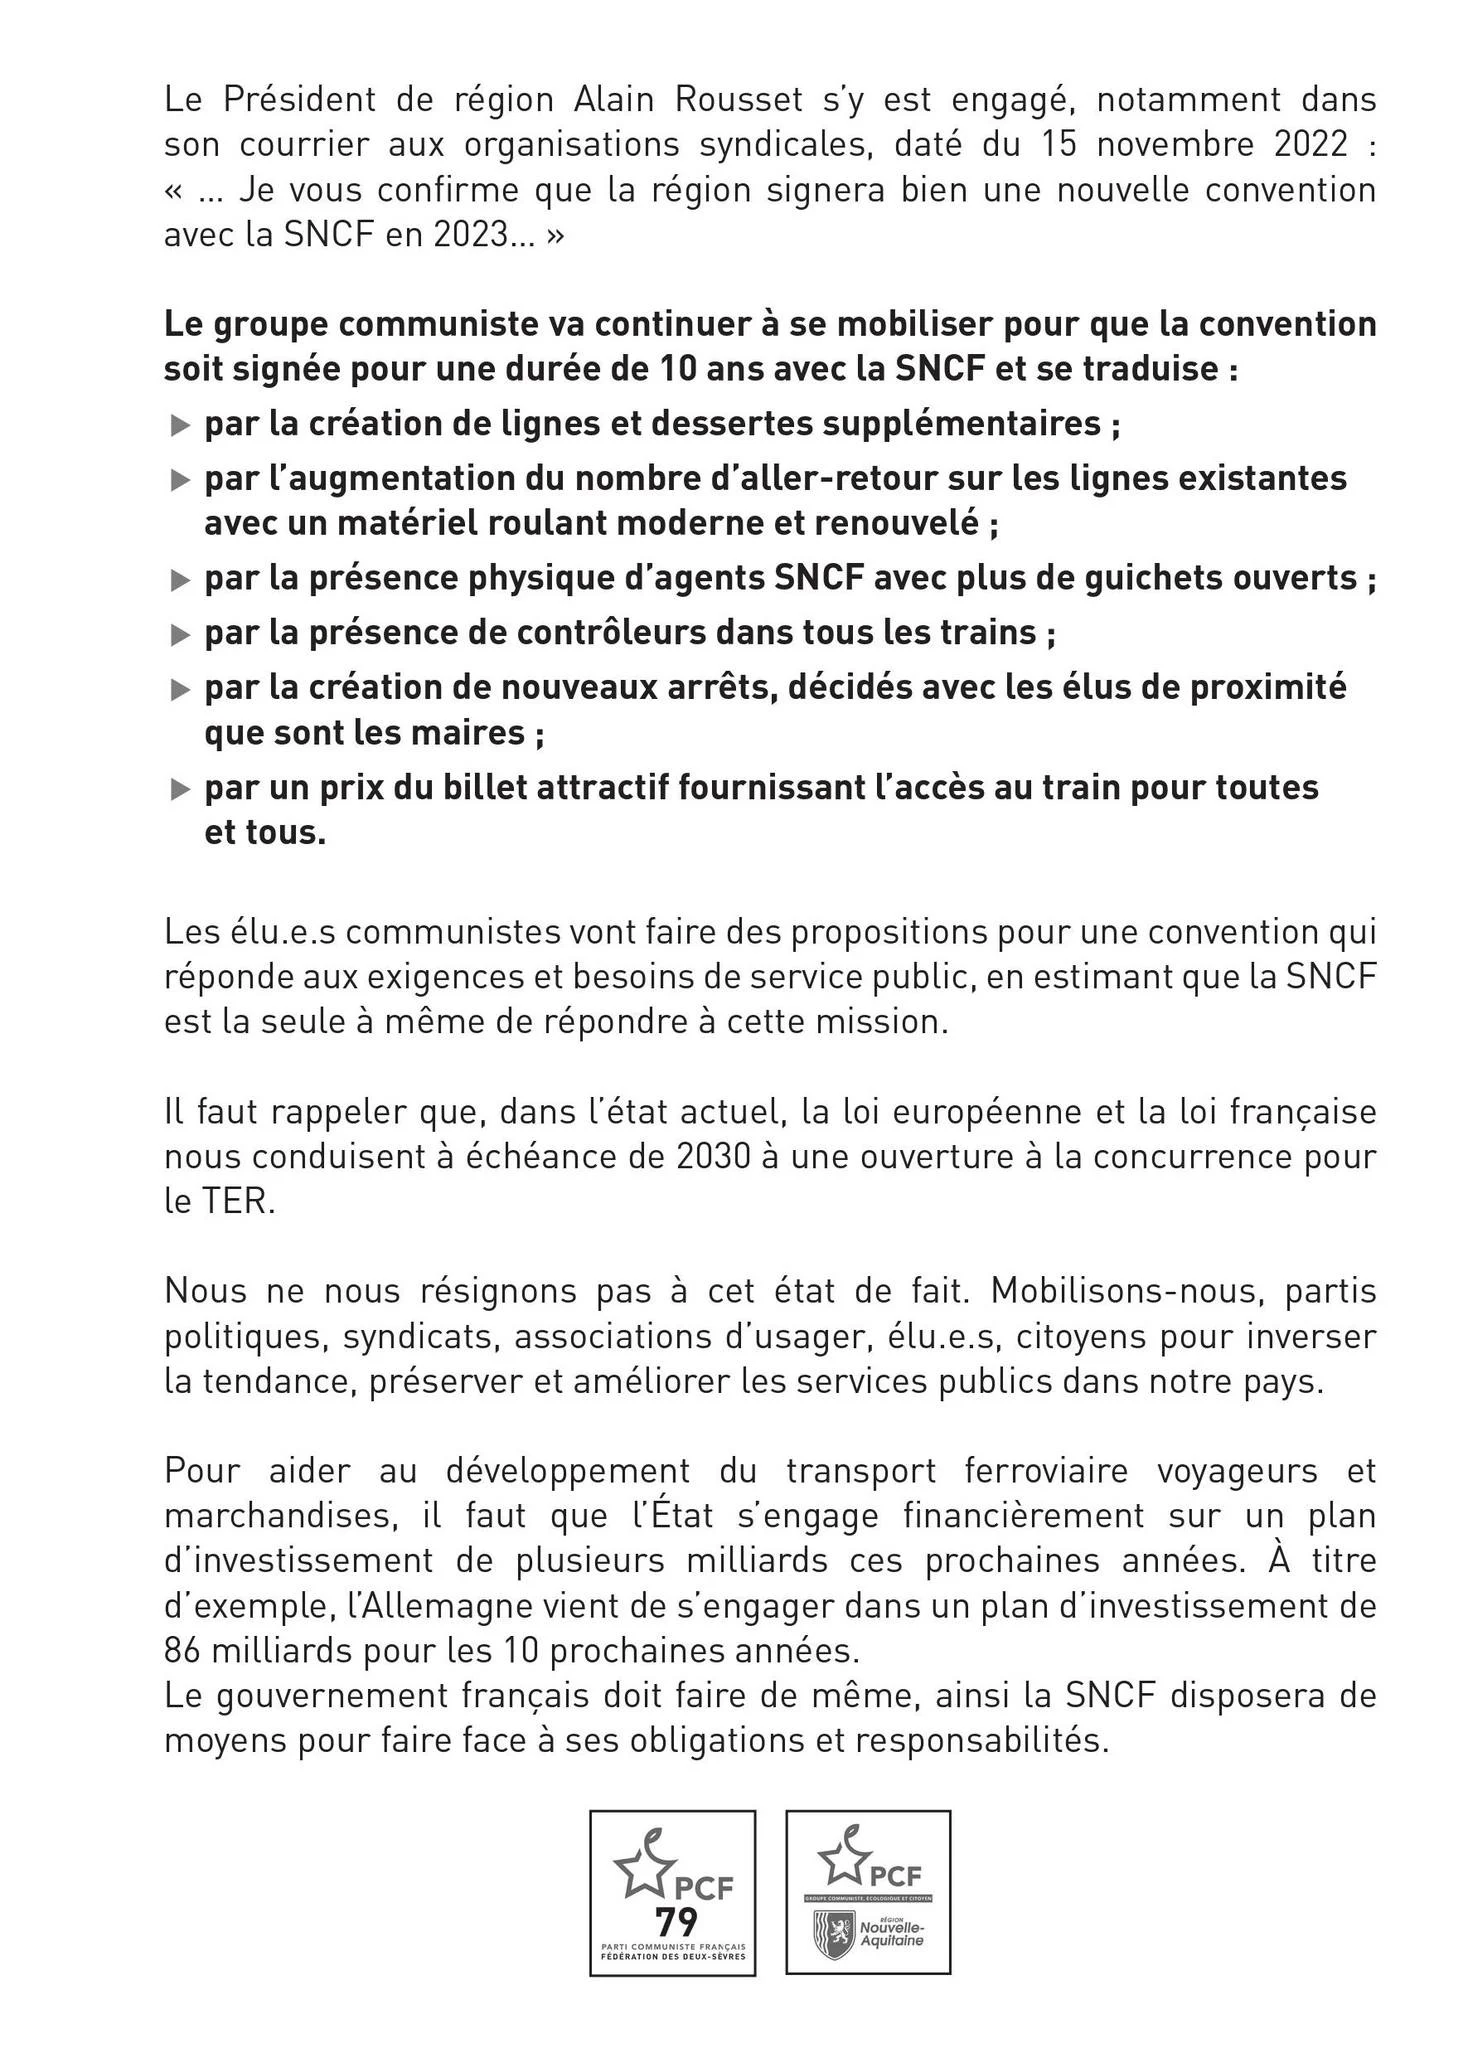 Le Président de région Alain Rousset s’y est engagé, notamment dans
son courrier aux organisations syndicales, daté du 15 novembre 2022 :
« ... Je vous confirme que la région signera bien une nouvelle convention
avec la SNCF en 2023... »
Le groupe communiste va continuer à se mobiliser pour que la convention
soit signée pour une durée de 10 ans avec la SNCF et se traduise :
▶ par la création de lignes et dessertes supplémentaires ;
▶ par l’augmentation du nombre d’aller-retour sur les lignes existantes
avec un matériel roulant moderne et renouvelé ;
▶ par la présence physique d’agents SNCF avec plus de guichets ouverts ;
▶ par la présence de contrôleurs dans tous les trains ;
▶ par la création de nouveaux arrêts, décidés avec les élus de proximité
que sont les maires ;
▶ par un prix du billet attractif fournissant l’accès au train pour toutes
et tous.
Les élu.e.s communistes vont faire des propositions pour une convention qui
réponde aux exigences et besoins de service public, en estimant que la SNCF
est la seule à même de répondre à cette mission.
Il faut rappeler que, dans l’état actuel, la loi européenne et la loi française
nous conduisent à échéance de 2030 à une ouverture à la concurrence pour
le TER.
Nous ne nous résignons pas à cet état de fait. Mobilisons-nous, partis
politiques, syndicats, associations d’usager, élu.e.s, citoyens pour inverser
la tendance, préserver et améliorer les services publics dans notre pays.
Pour aider au développement du transport ferroviaire voyageurs et
marchandises, il faut que l’État s’engage financièrement sur un plan
d’investissement de plusieurs milliards ces prochaines années. À titre
d’exemple, l’Allemagne vient de s’engager dans un plan d’investissement de
86 milliards pour les 10 prochaines années.
Le gouvernement français doit faire de même, ainsi la SNCF disposera de
moyens pour faire face à ses obligations et responsabilités.
PCF
79
PARTI COMMUNISTE FRANÇAIS
FÉDÉRATION DES DEUX-SÈVRES
PCF
GROUPE COMMUNISTE, ÉCOLOGIQUE ET CITOYEN
RÉGION
Nouvelle-
Aquitaine